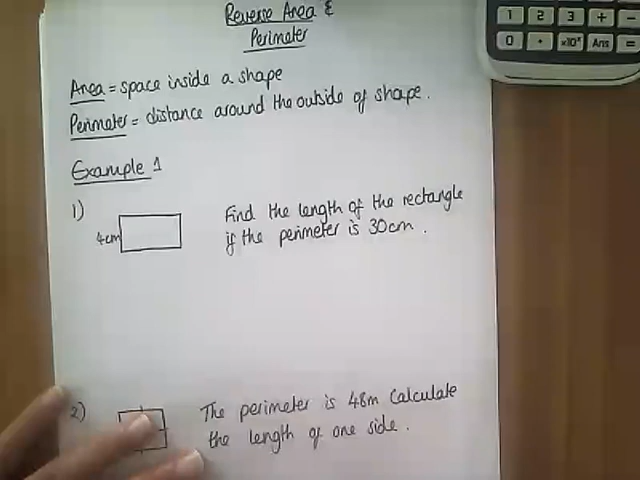 Reverse Area &
Perimeter
Area = space inside a shape
Perimeter = distance around the outside of shape.
Example 1
1)
4cm
Find the length of the rectangle
if the perimeter is 30cm.
2)
The perimeter is 48m Calculate
the length of one side.
1 2 3 + −
0 · ×10ˣ Ans =